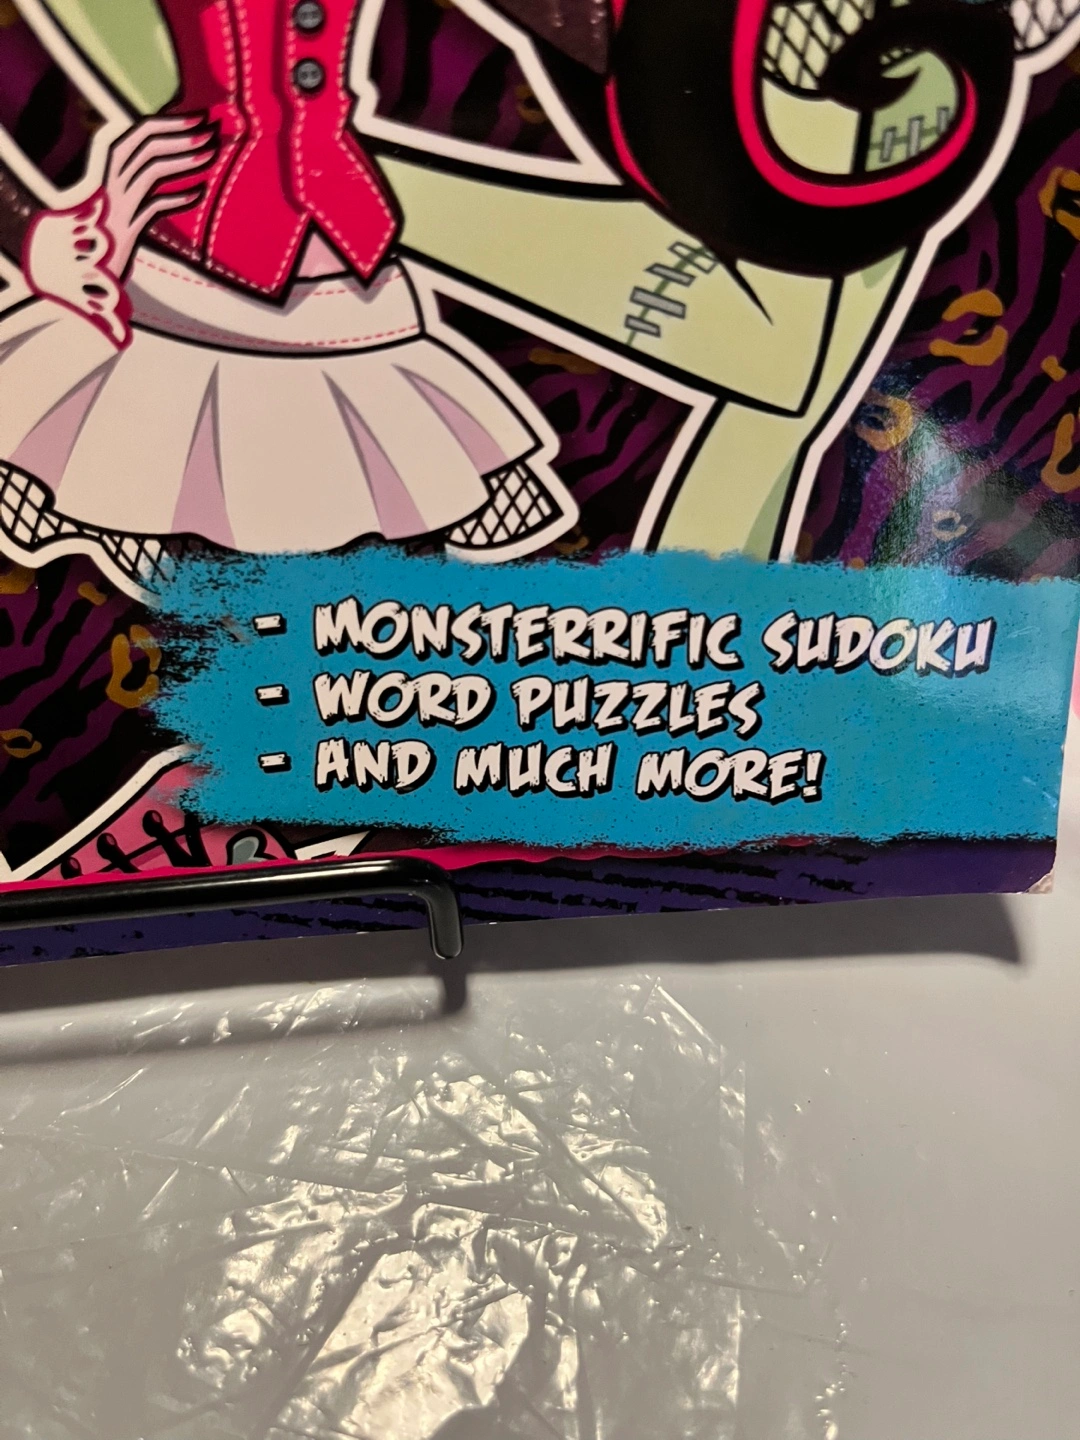 - MONSTERRIFIC SUDOKU
- WORD PUZZLES
- AND MUCH MORE!